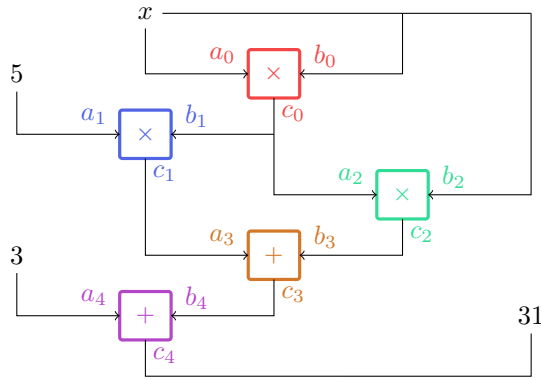 x
a₀ × b₀
c₀
5
a₁ × b₁
c₁
a₂ × b₂
c₂
a₃ + b₃
c₃
3
a₄ + b₄
c₄
31